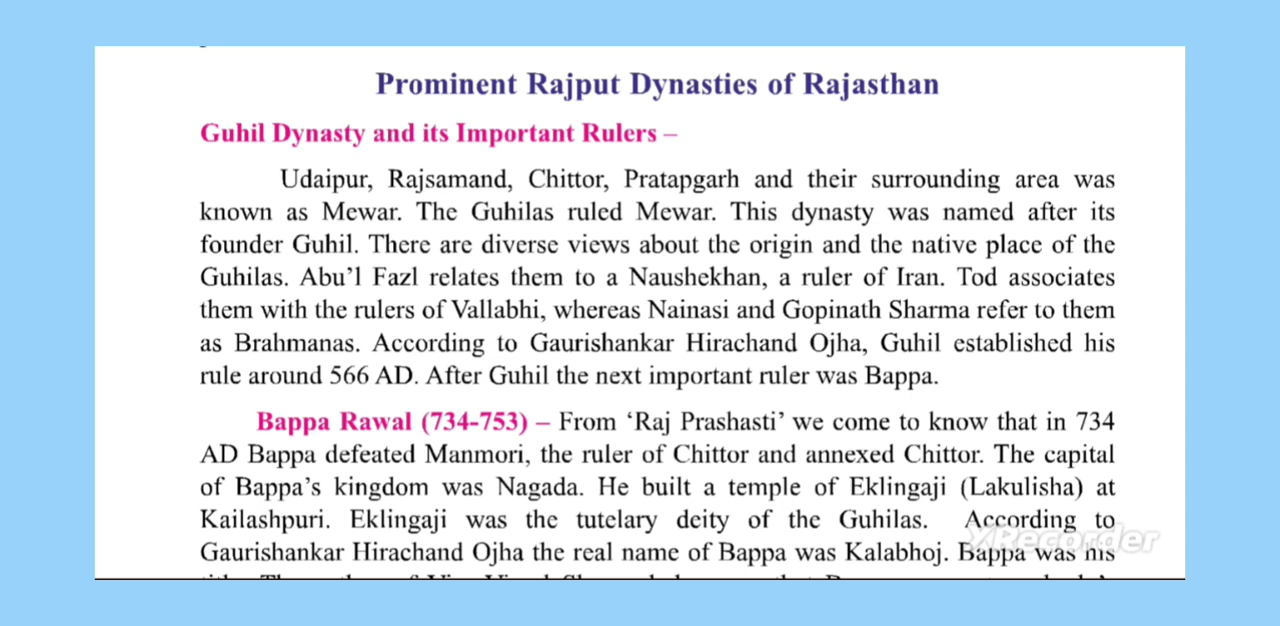 Prominent Rajput Dynasties of Rajasthan
Guhil Dynasty and its Important Rulers –
Udaipur, Rajsamand, Chittor, Pratapgarh and their surrounding area was
known as Mewar. The Guhilas ruled Mewar. This dynasty was named after its
founder Guhil. There are diverse views about the origin and the native place of the
Guhilas. Abu’l Fazl relates them to a Naushekhan, a ruler of Iran. Tod associates
them with the rulers of Vallabhi, whereas Nainasi and Gopinath Sharma refer to them
as Brahmanas. According to Gaurishankar Hirachand Ojha, Guhil established his
rule around 566 AD. After Guhil the next important ruler was Bappa.
Bappa Rawal (734-753) – From ‘Raj Prashasti’ we come to know that in 734
AD Bappa defeated Manmori, the ruler of Chittor and annexed Chittor. The capital
of Bappa’s kingdom was Nagada. He built a temple of Eklingaji (Lakulisha) at
Kailashpuri. Eklingaji was the tutelary deity of the Guhilas. According to
Gaurishankar Hirachand Ojha the real name of Bappa was Kalabhoj. Bappa was his
XRecorder